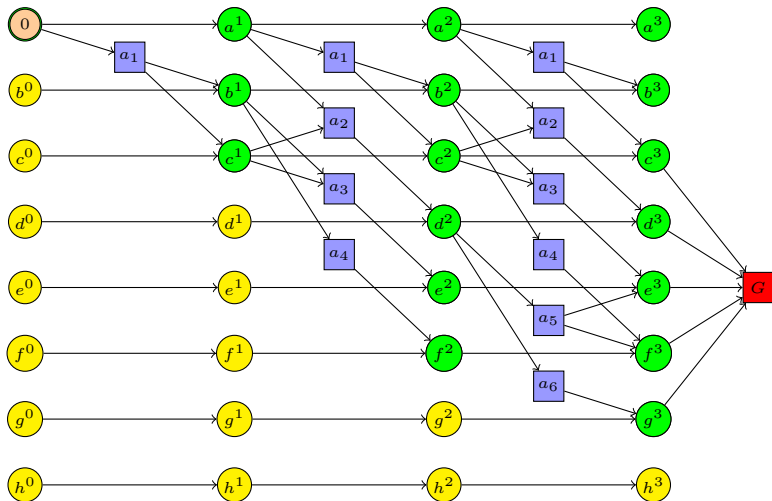 0 a¹ a² a³
a₁ a₁ a₁
b⁰ b¹ b² b³
a₂ a₂
c⁰ c¹ c² c³
a₃ a₃
d⁰ d¹ d² d³
a₄ a₄
e⁰ e¹ e² e³ G
a₅
f⁰ f¹ f² f³
a₆
g⁰ g¹ g² g³
h⁰ h¹ h² h³